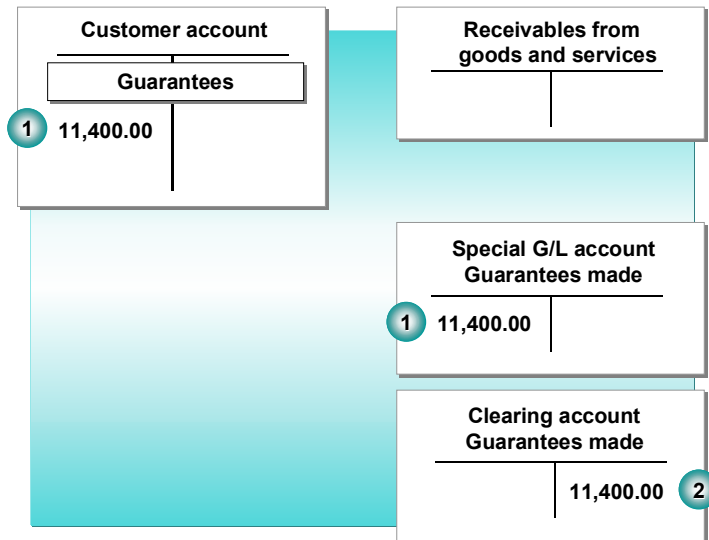 Customer account
Guarantees
1 11,400.00
Receivables from
goods and services
Special G/L account
Guarantees made
1 11,400.00
Clearing account
Guarantees made
11,400.00 2